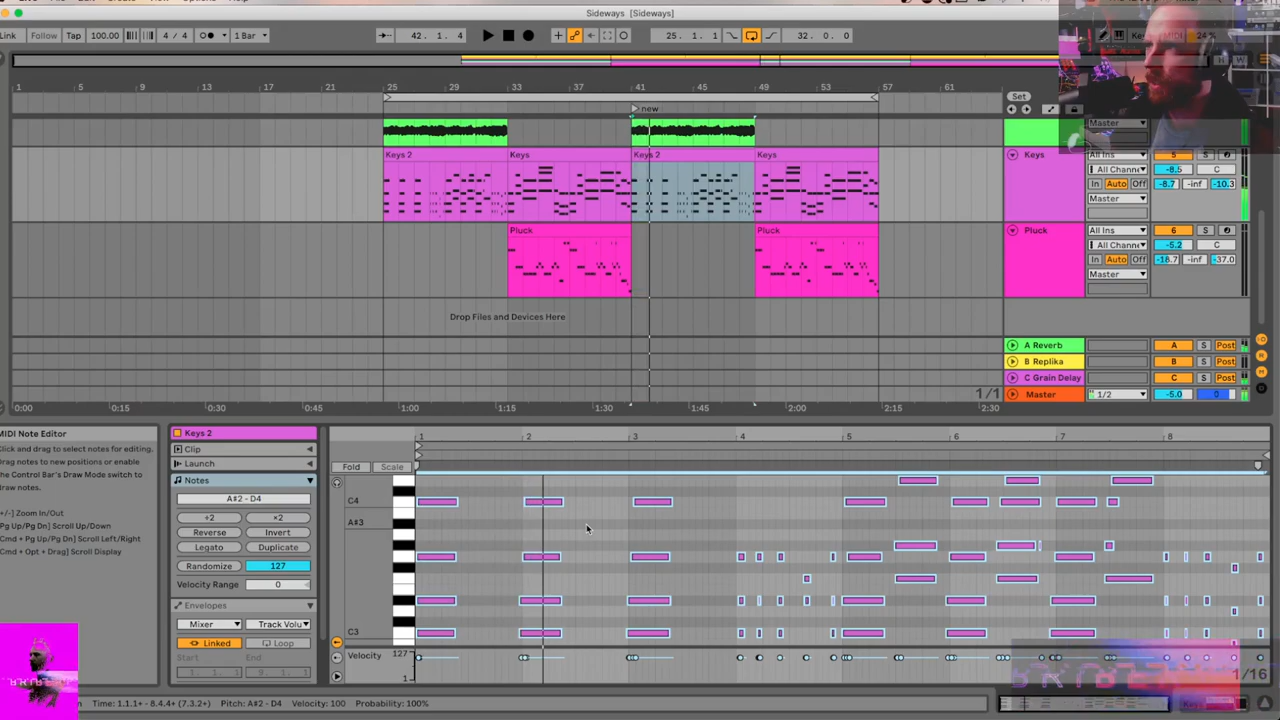 Sideways [Sideways]
Link Follow Tap 100.00 4 / 4 1 Bar 42. 1. 4 25. 1. 1 32. 0. 0
1 5 9 13 17 21 25 29 33 37 41 45 49 53 57 61
Set
new
Master
Keys 2 Keys Keys 2 Keys
Keys All Ins 5 S
All Channe -8.5 C
In Auto Off -8.7 -inf -10.3
Master
Pluck Pluck
Pluck All Ins 6 S
All Channe -5.2 C
In Auto Off -18.7 -inf -37.0
Master
Drop Files and Devices Here
A Reverb A S Post
B Replika B S Post
C Grain Delay C S Post
1/1 Master 1/2 -5.0 0
0:00 0:15 0:30 0:45 1:00 1:15 1:30 1:45 2:00 2:15 2:30
MIDI Note Editor
Click and drag to select notes for editing.
Drag notes to new positions or enable
the Control Bar's Draw Mode switch to
draw notes.
[+/-] Zoom In/Out
[Pg Up/Pg Dn] Scroll Up/Down
[Cmd + Pg Up/Pg Dn] Scroll Left/Right
[Cmd + Opt + Drag] Scroll Display
Keys 2
Clip
Launch
Notes
A#2 - D4
÷2 ×2
Reverse Invert
Legato Duplicate
Randomize 127
Velocity Range 0
Envelopes
Mixer Track Volu
Linked Loop
Start End
1 2 3 4 5 6 7 8
Fold Scale
C4
A#3
C3
Velocity 127
1
1/16
Time: 1.1.1+ - 8.4.4+ (7.3.2+) Pitch: A#2 - D4 Velocity: 100 Probability: 100%